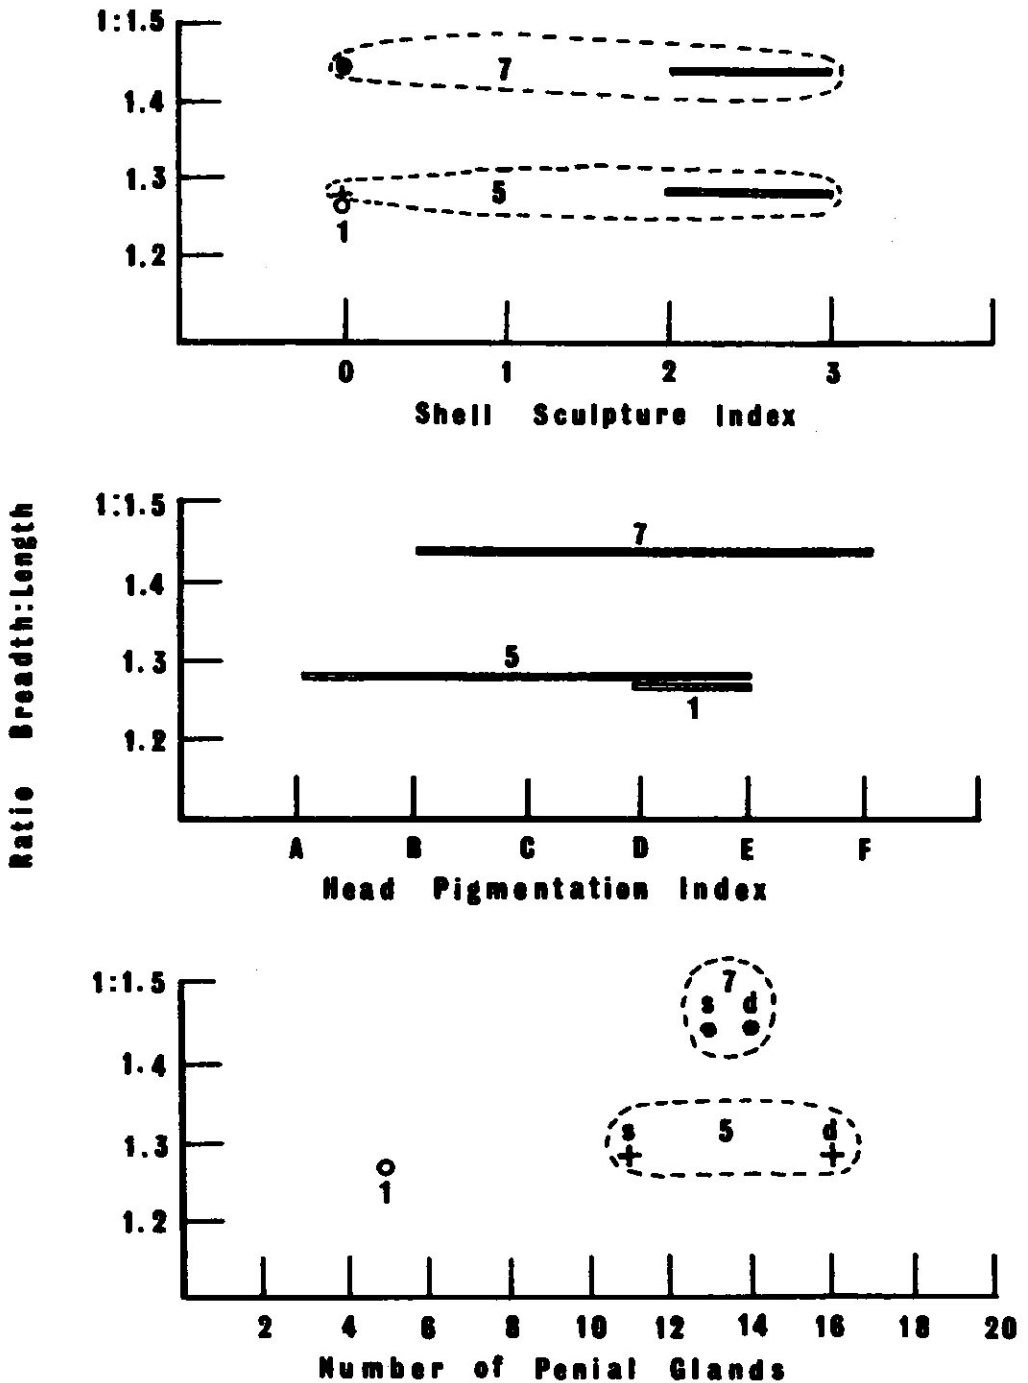 1:1.5
7
1.4
1.3
5
1
1.2
0 1 2 3
Shell Sculpture Index
Ratio Breadth:Length
1:1.5
7
1.4
1.3
5
1
1.2
A B C D E F
Head Pigmentation Index
1:1.5
7
s d
1.4
s 5 d
1.3
1
1.2
2 4 6 8 10 12 14 16 18 20
Number of Penial Glands